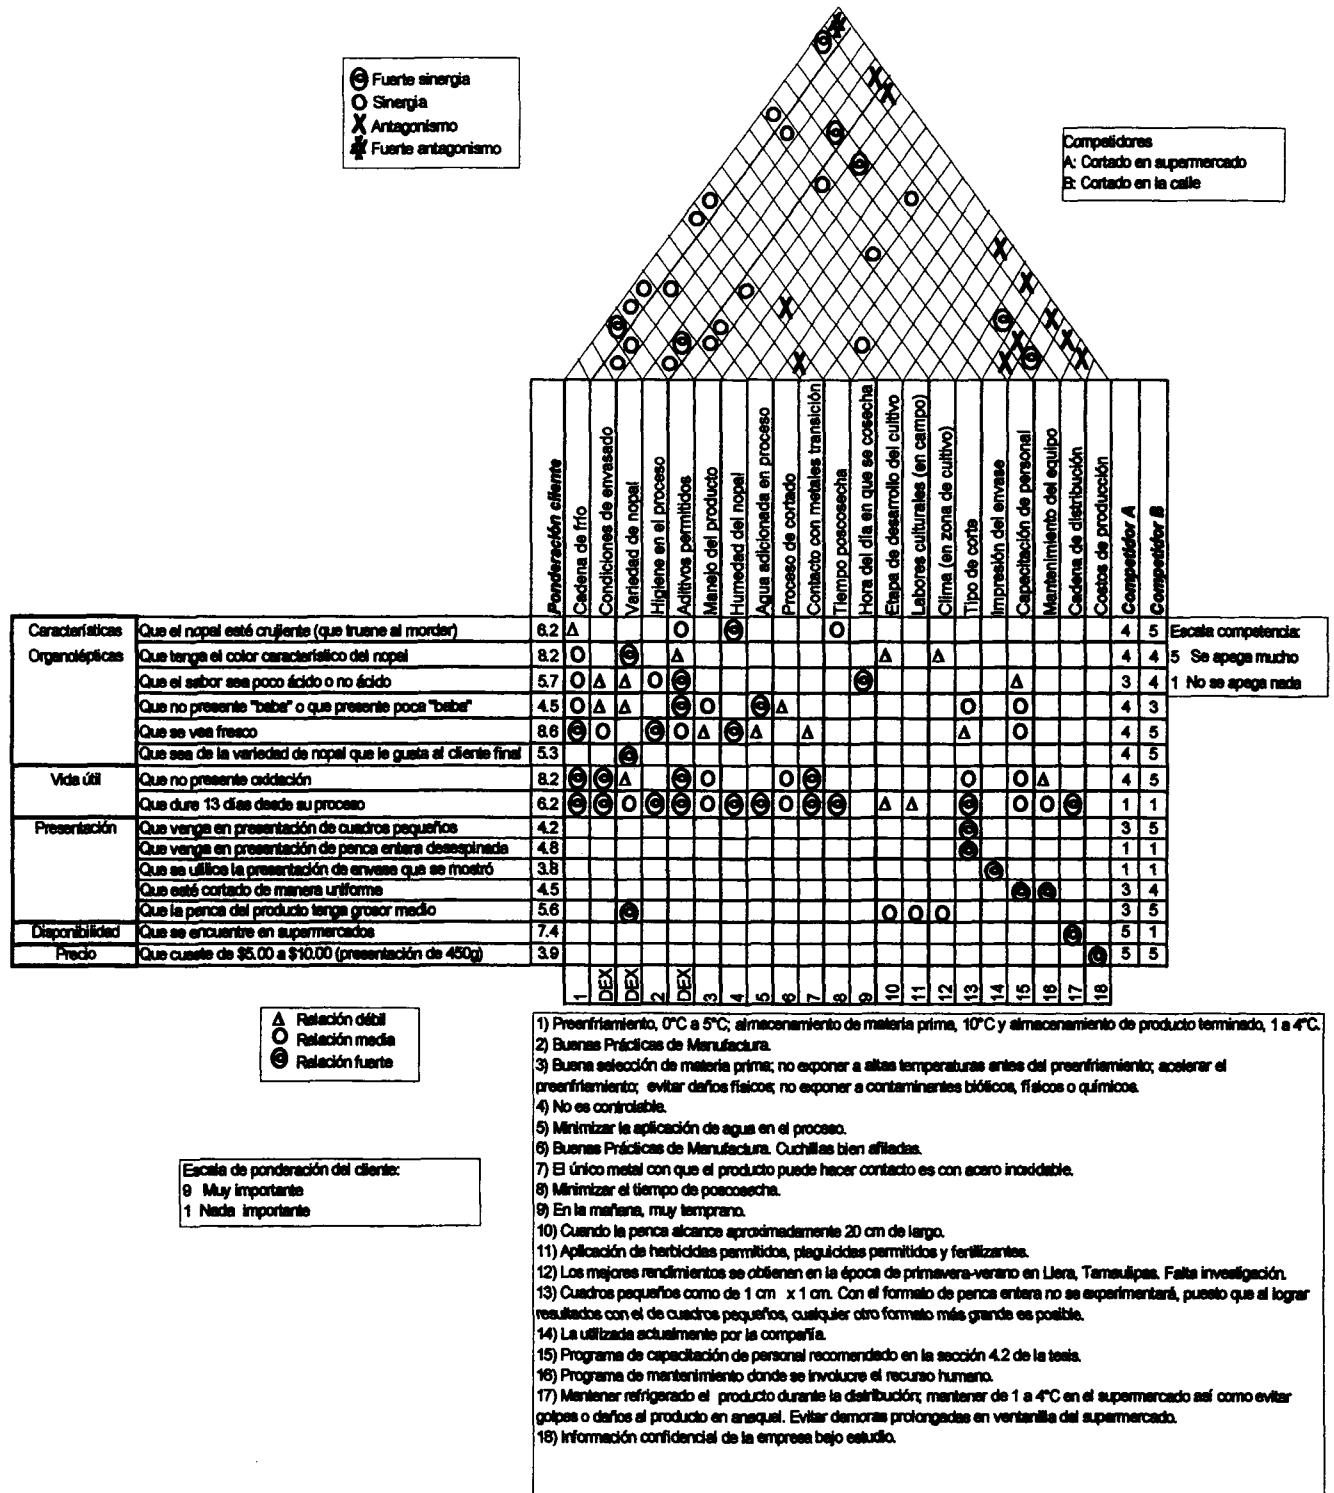 Fuerte sinergia
Sinergia
Antagonismo
Fuerte antagonismo
Competidores
A: Cortado en supermercado
B: Cortado en la calle
Ponderación cliente
Cadena de frío
Condiciones de envasado
Variedad de nopal
Higiene en el proceso
Aditivos permitidos
Manejo del producto
Humedad del nopal
Agua adicionada en proceso
Proceso de cortado
Contacto con metales transición
Tiempo poscosecha
Hora del día en que se cosecha
Etapa de desarrollo del cultivo
Labores culturales (en campo)
Clima (en zona de cultivo)
Tipo de corte
Impresión del envase
Capacitación de personal
Mantenimiento del equipo
Cadena de distribución
Costos de producción
Competidor A
Competidor B
Características Que el nopal esté crujiente (que truene al morder) 6.2 4 5 Escala competencia:
Organolépticas Que tenga el color característico del nopal 8.2 4 4 5 Se apega mucho
Que el sabor sea poco ácido o no ácido 5.7 3 4 1 No se apega nada
Que no presente "baba" o que presente poca "baba" 4.5 4 3
Que se vea fresco 8.6 4 5
Que sea de la variedad de nopal que le gusta al cliente final 5.3 4 5
Vida útil Que no presente oxidación 8.2 4 5
Que dure 13 días desde su proceso 6.2 1 1
Presentación Que venga en presentación de cuadros pequeños 4.2 3 5
Que venga en presentación de penca entera desespinada 4.8 1 1
Que se utilice la presentación de envase que se mostró 3.8 1 1
Que esté cortado de manera uniforme 4.5 3 4
Que la penca del producto tenga grosor medio 5.6 3 5
Disponibilidad Que se encuentre en supermercados 7.4 5 1
Precio Que cueste de $5.00 a $10.00 (presentación de 450g) 3.9 5 5
1 DEX DEX 2 DEX 3 4 5 6 7 8 9 10 11 12 13 14 15 16 17 18
Relación débil
Relación media
Relación fuerte
Escala de ponderación del cliente:
9 Muy importante
1 Nada importante
1) Preenfriamiento, 0°C a 5°C; almacenamiento de materia prima, 10°C y almacenamiento de producto terminado, 1 a 4°C.
2) Buenas Prácticas de Manufactura.
3) Buena selección de materia prima; no exponer a altas temperaturas antes del preenfriamiento; acelerar el
preenfriamiento; evitar daños físicos; no exponer a contaminantes bióticos, físicos o químicos.
4) No es controlable.
5) Minimizar la aplicación de agua en el proceso.
6) Buenas Prácticas de Manufactura. Cuchillas bien afiladas.
7) El único metal con que el producto puede hacer contacto es con acero inoxidable.
8) Minimizar el tiempo de poscosecha.
9) En la mañana, muy temprano.
10) Cuando la penca alcance aproximadamente 20 cm de largo.
11) Aplicación de herbicidas permitidos, plaguicidas permitidos y fertilizantes.
12) Los mejores rendimientos se obtienen en la época de primavera-verano en Llera, Tamaulipas. Falta investigación.
13) Cuadros pequeños como de 1 cm x 1 cm. Con el formato de penca entera no se experimentará, puesto que al lograr
resultados con el de cuadros pequeños, cualquier otro formato más grande es posible.
14) La utilizada actualmente por la compañía.
15) Programa de capacitación de personal recomendado en la sección 4.2 de la tesis.
16) Programa de mantenimiento donde se involucre el recurso humano.
17) Mantener refrigerado el producto durante la distribución; mantener de 1 a 4°C en el supermercado así como evitar
golpes o daños al producto en anaquel. Evitar demoras prolongadas en ventanilla del supermercado.
18) Información confidencial de la empresa bajo estudio.